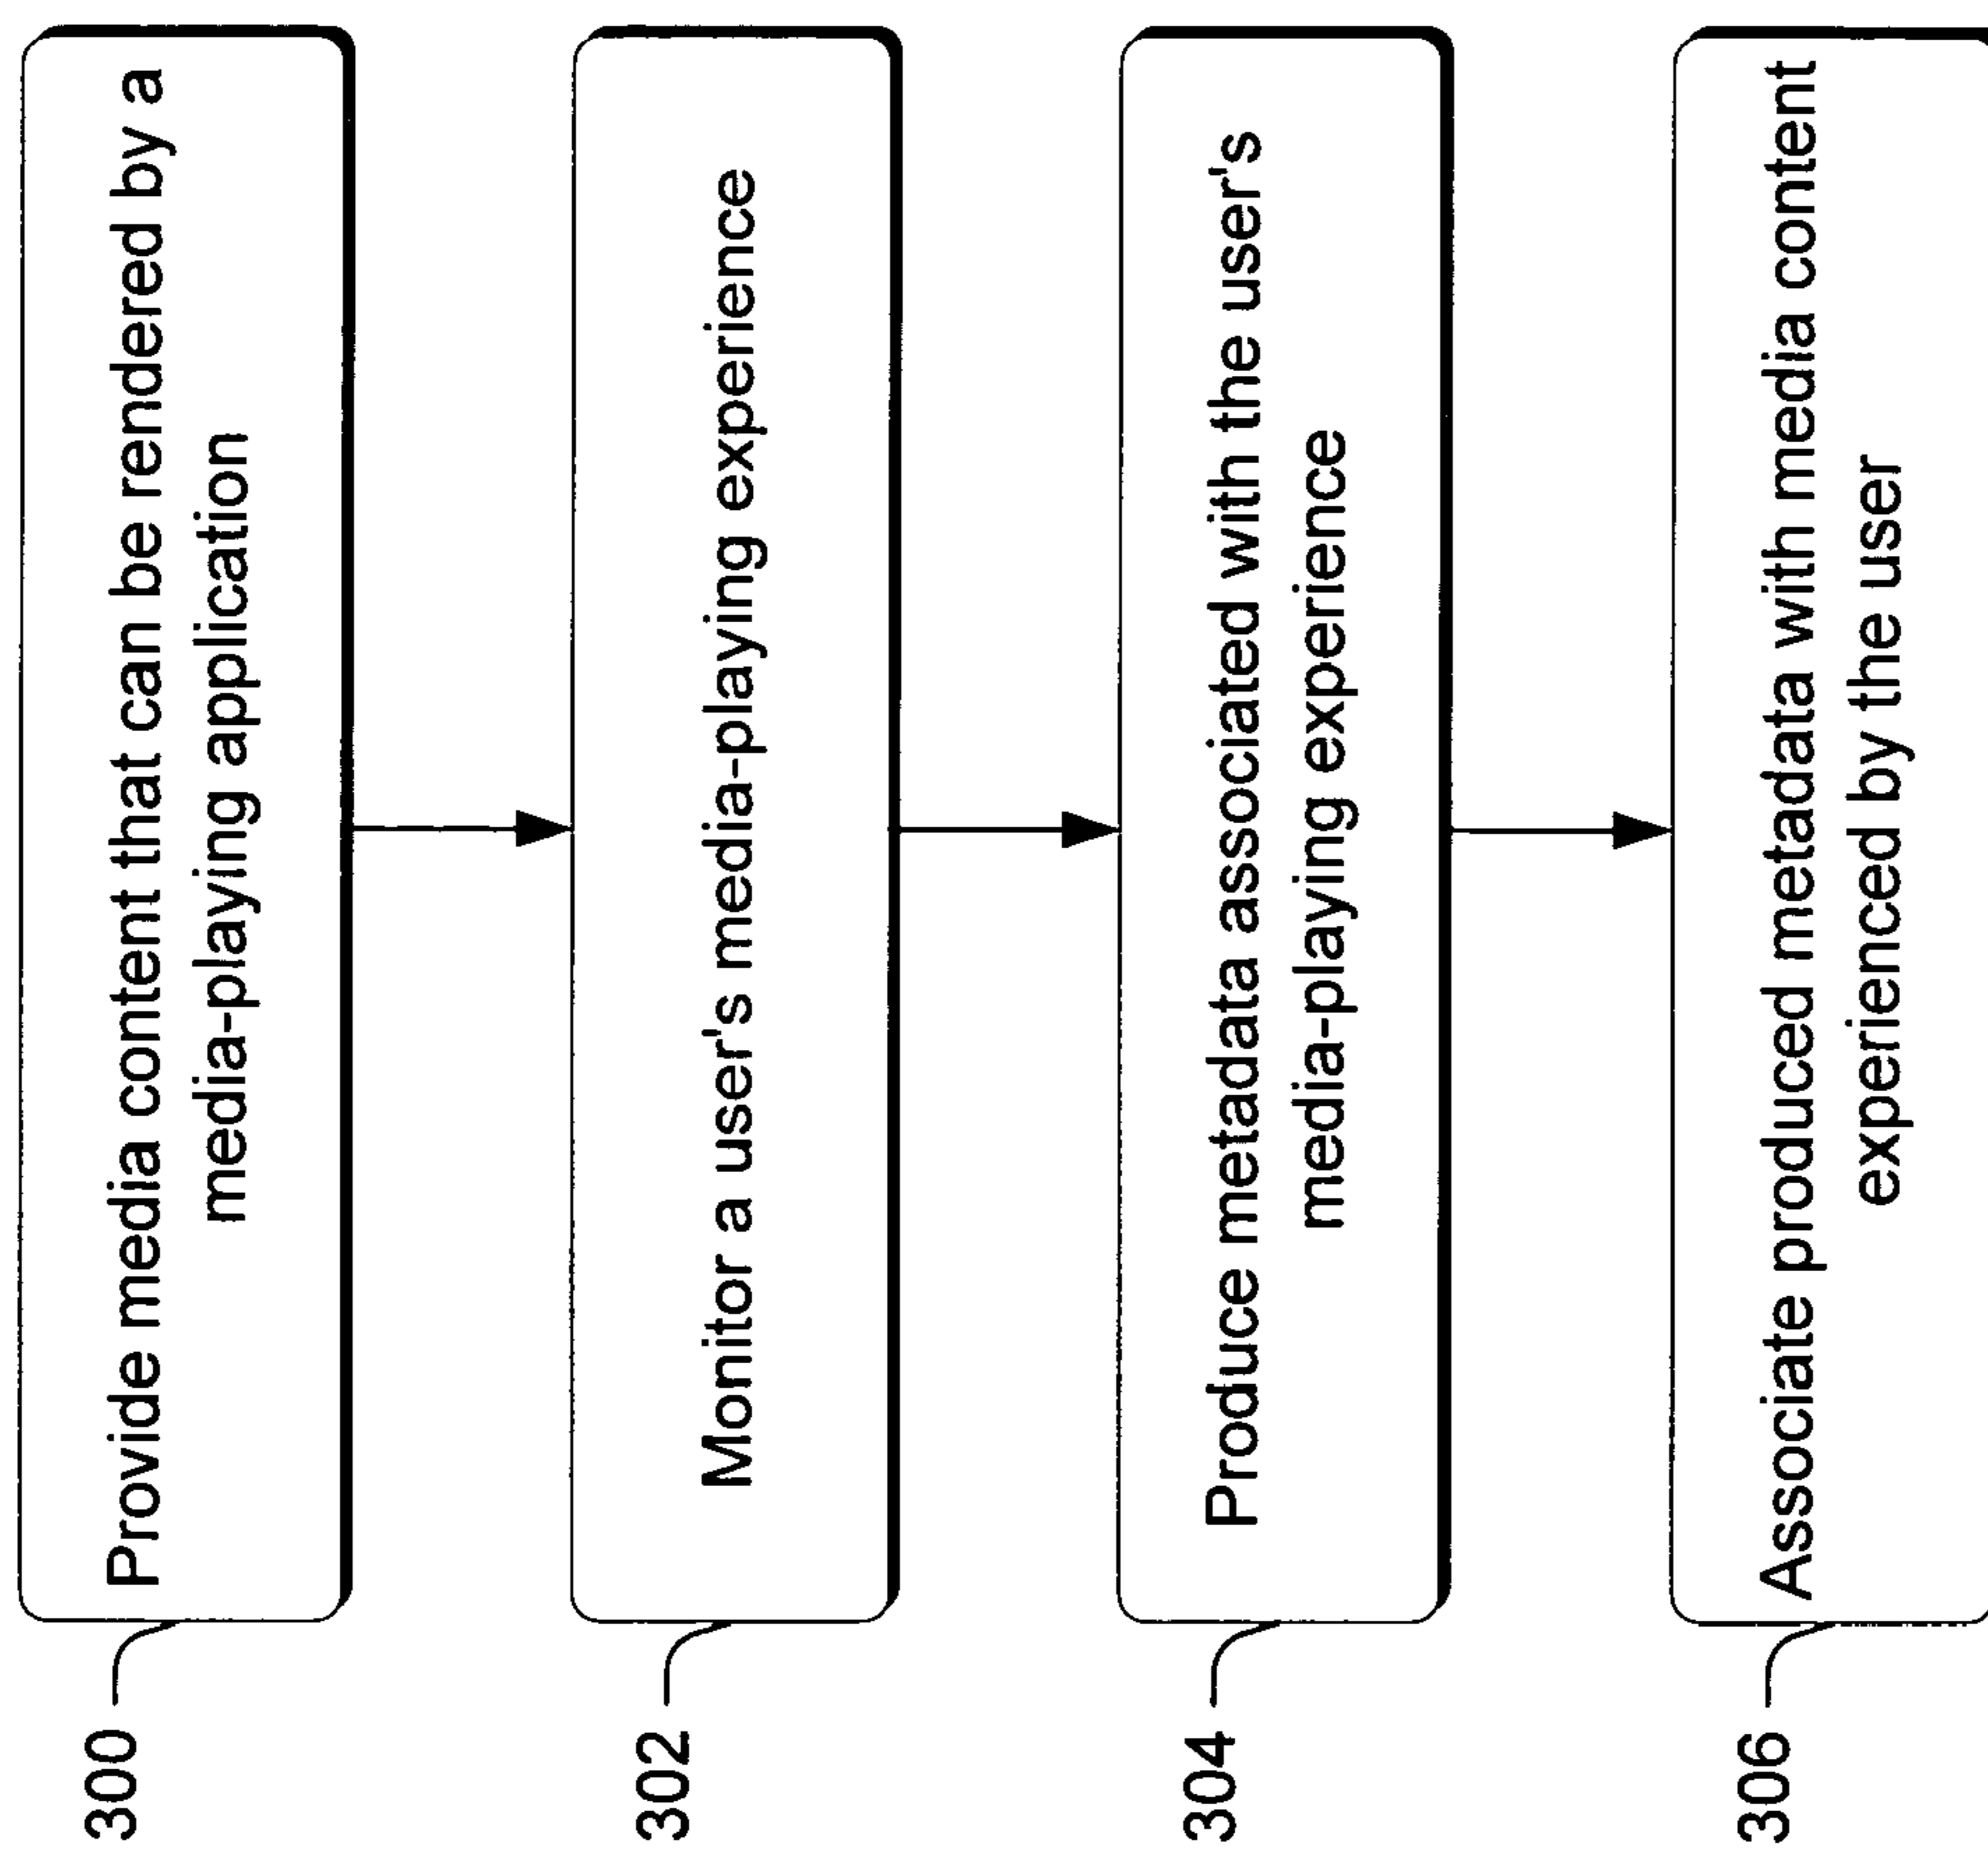 300
Provide media content that can be rendered by a
media-playing application
302
Monitor a user's media-playing experience
304
Produce metadata associated with the user's
media-playing experience
306
Associate produced metadata with media content
experienced by the user